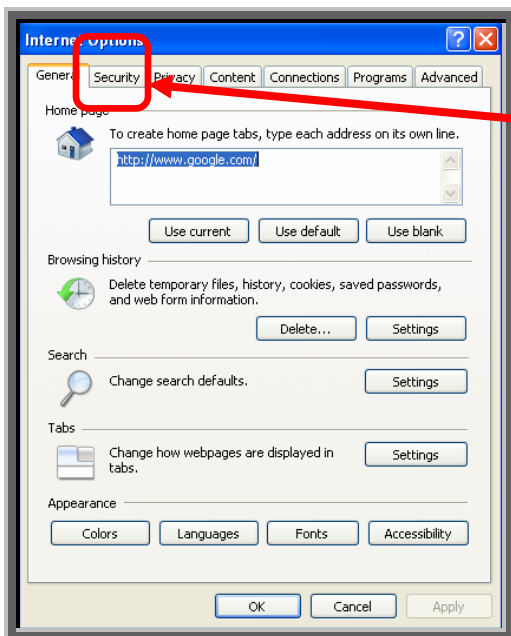 Internet Options
General Security Privacy Content Connections Programs Advanced
Home page
To create home page tabs, type each address on its own line.
http://www.google.com/
Use current Use default Use blank
Browsing history
Delete temporary files, history, cookies, saved passwords,
and web form information.
Delete... Settings
Search
Change search defaults. Settings
Tabs
Change how webpages are displayed in
tabs.
Settings
Appearance
Colors Languages Fonts Accessibility
OK Cancel Apply